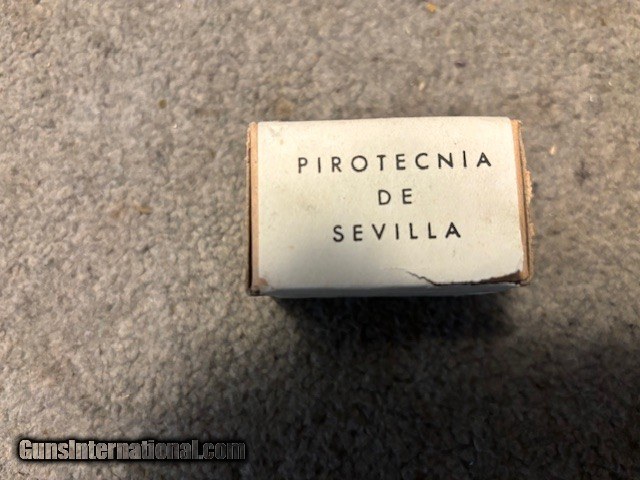 PIROTECNIA
DE
SEVILLA
GunsInternational.com